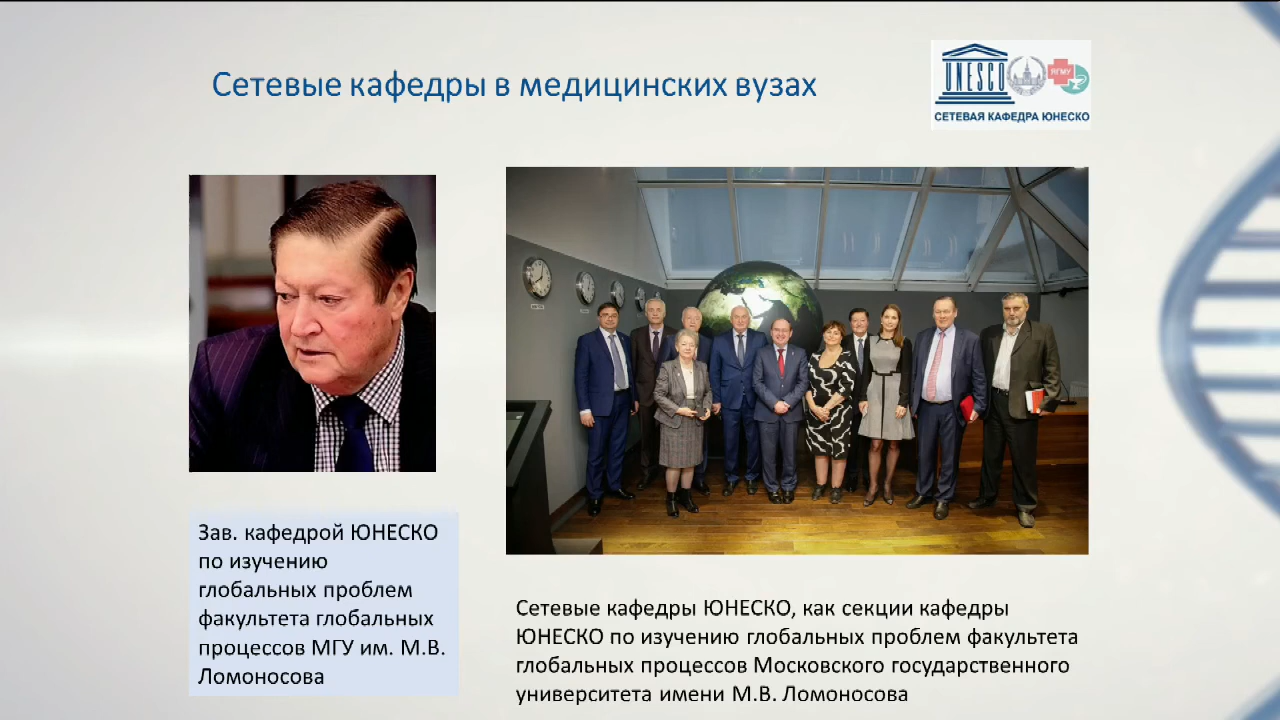 Сетевые кафедры в медицинских вузах
UNESCO
ЯГМУ
СЕТЕВАЯ КАФЕДРА ЮНЕСКО
Зав. кафедрой ЮНЕСКО
по изучению
глобальных проблем
факультета глобальных
процессов МГУ им. М.В.
Ломоносова
Сетевые кафедры ЮНЕСКО, как секции кафедры
ЮНЕСКО по изучению глобальных проблем факультета
глобальных процессов Московского государственного
университета имени М.В. Ломоносова